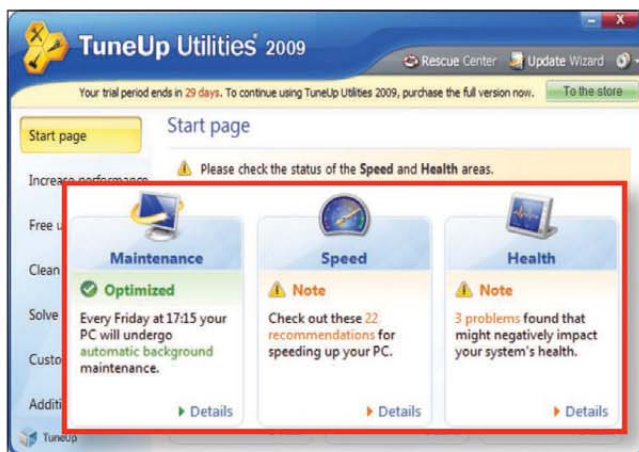 TuneUp Utilities 2009
Rescue Center Update Wizard
Your trial period ends in 29 days. To continue using TuneUp Utilities 2009, purchase the full version now. To the store
Start page
Start page
Please check the status of the Speed and Health areas.
Increase performance
Free u
Clean
Solve
Custo
Additi
TuneUp
Maintenance
Optimized
Every Friday at 17:15 your
PC will undergo
automatic background
maintenance.
Details
Speed
Note
Check out these 22
recommendations for
speeding up your PC.
Details
Health
Note
3 problems found that
might negatively impact
your system's health.
Details